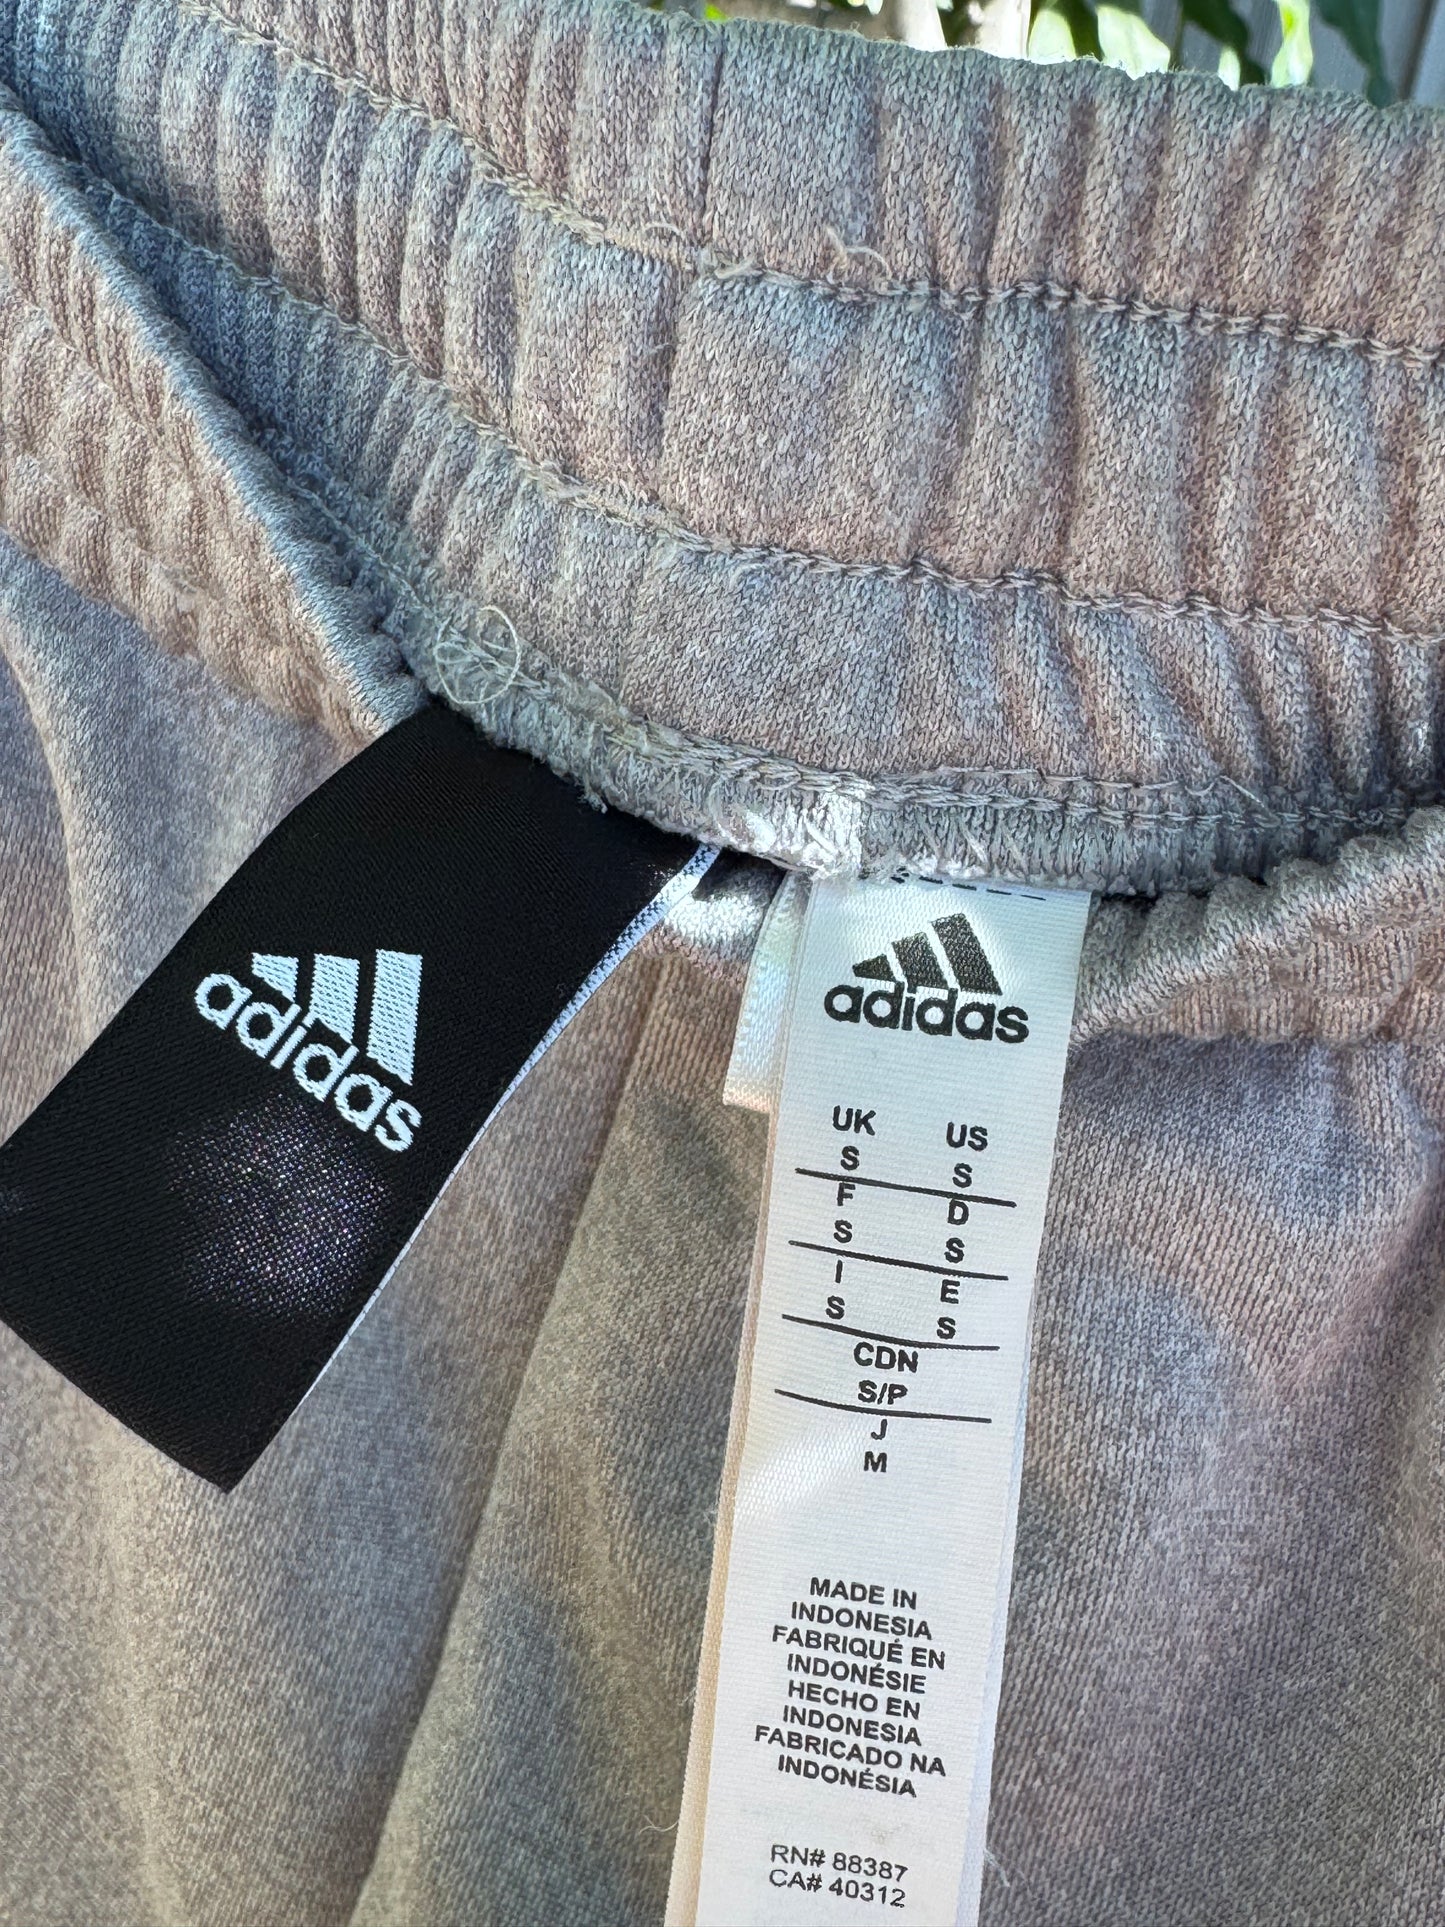 adidas
adidas
UK US
S S
F D
S S
I E
S S
CDN
S/P
J
M
MADE IN
INDONESIA
FABRIQUÉ EN
INDONÉSIE
HECHO EN
INDONESIA
FABRICADO NA
INDONÉSIA
RN# 88387
CA# 40312